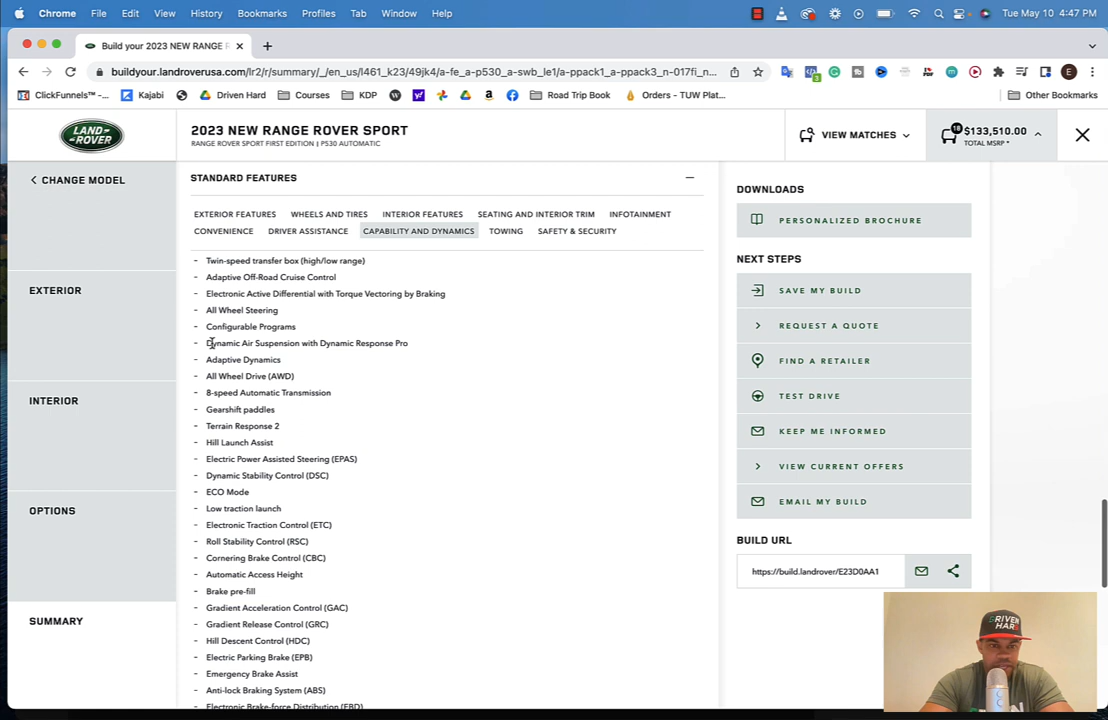 Chrome File Edit View History Bookmarks Profiles Tab Window Help Tue May 10 4:47 PM
Build your 2023 NEW RANGE R
buildyour.landroverusa.com/lr2/r/summary/_/en_us/l461_k23/49jk4/a-fe_a-p530_a-swb_le1/a-ppack1_a-ppack3_n-017fi_n...
ClickFunnels™ -... Kajabi Driven Hard Courses KDP Road Trip Book Orders - TUW Plat... Other Bookmarks
LAND-
ROVER
2023 NEW RANGE ROVER SPORT
RANGE ROVER SPORT FIRST EDITION | P530 AUTOMATIC
VIEW MATCHES
18
$133,510.00
TOTAL MSRP *
CHANGE MODEL
EXTERIOR
INTERIOR
OPTIONS
SUMMARY
STANDARD FEATURES
EXTERIOR FEATURES WHEELS AND TIRES INTERIOR FEATURES SEATING AND INTERIOR TRIM INFOTAINMENT
CONVENIENCE DRIVER ASSISTANCE CAPABILITY AND DYNAMICS TOWING SAFETY & SECURITY
- Twin-speed transfer box (high/low range)
- Adaptive Off-Road Cruise Control
- Electronic Active Differential with Torque Vectoring by Braking
- All Wheel Steering
- Configurable Programs
- Dynamic Air Suspension with Dynamic Response Pro
- Adaptive Dynamics
- All Wheel Drive (AWD)
- 8-speed Automatic Transmission
- Gearshift paddles
- Terrain Response 2
- Hill Launch Assist
- Electric Power Assisted Steering (EPAS)
- Dynamic Stability Control (DSC)
- ECO Mode
- Low traction launch
- Electronic Traction Control (ETC)
- Roll Stability Control (RSC)
- Cornering Brake Control (CBC)
- Automatic Access Height
- Brake pre-fill
- Gradient Acceleration Control (GAC)
- Gradient Release Control (GRC)
- Hill Descent Control (HDC)
- Electric Parking Brake (EPB)
- Emergency Brake Assist
- Anti-lock Braking System (ABS)
- Electronic Brake-force Distribution (EBD)
DOWNLOADS
PERSONALIZED BROCHURE
NEXT STEPS
SAVE MY BUILD
REQUEST A QUOTE
FIND A RETAILER
TEST DRIVE
KEEP ME INFORMED
VIEW CURRENT OFFERS
EMAIL MY BUILD
BUILD URL
https://build.landrover/E23D0AA1